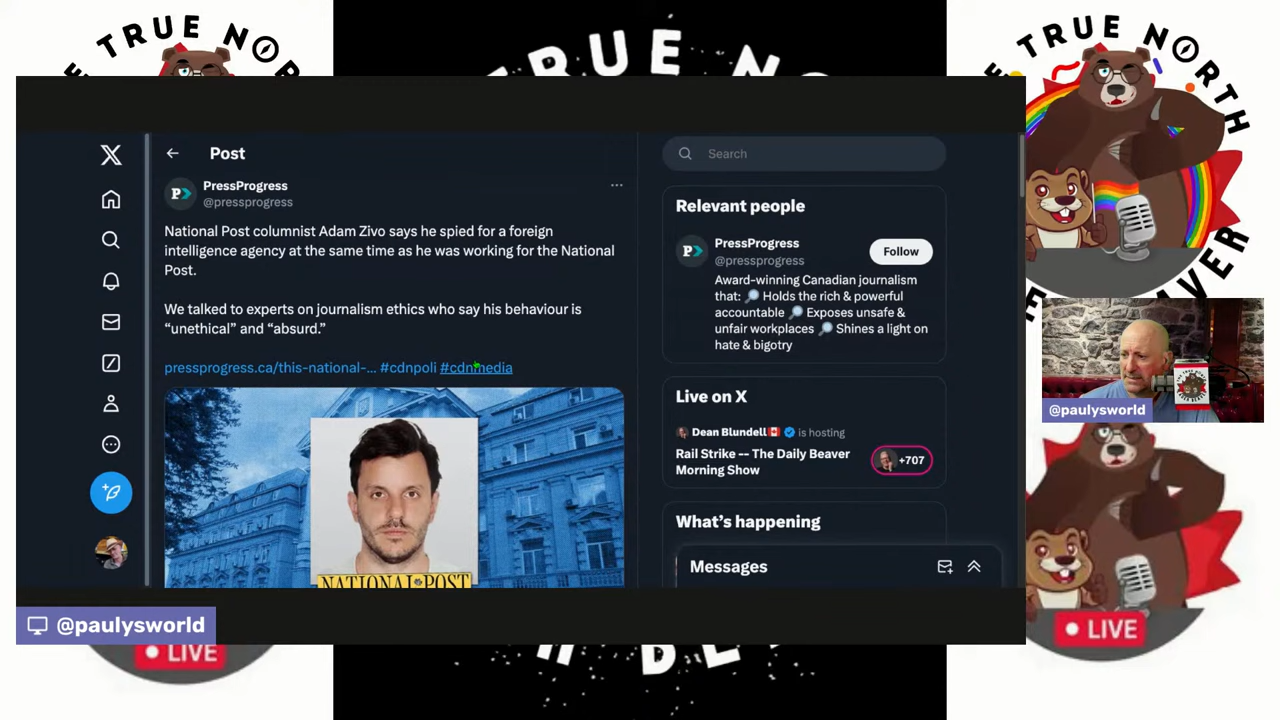 TRUE NO
TRUE N
TRUE NO
Post
PressProgress
@pressprogress
National Post columnist Adam Zivo says he spied for a foreign
intelligence agency at the same time as he was working for the National
Post.
We talked to experts on journalism ethics who say his behaviour is
“unethical” and “absurd.”
pressprogress.ca/this-national-... #cdnpoli #cdnmedia
NATIONAL POST
Search
Relevant people
PressProgress
@pressprogress
Follow
Award-winning Canadian journalism
that: 🔎 Holds the rich & powerful
accountable 🔎 Exposes unsafe &
unfair workplaces 🔎 Shines a light on
hate & bigotry
Live on X
Dean Blundell🇨🇦 is hosting
Rail Strike -- The Daily Beaver
Morning Show
+707
What’s happening
Messages
@paulysworld
@paulysworld
LIVE
LIVE